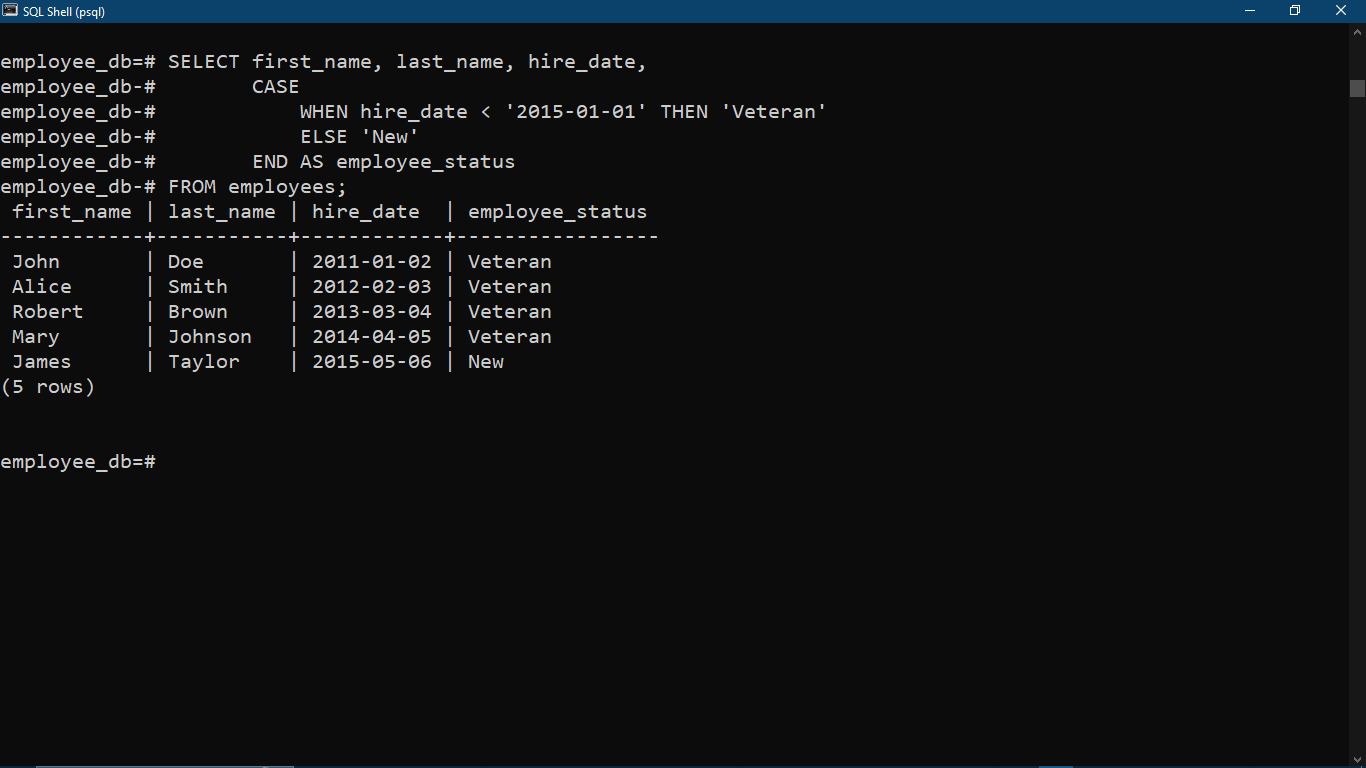 SQL Shell (psql)
employee_db=# SELECT first_name, last_name, hire_date,
employee_db-#        CASE
employee_db-#            WHEN hire_date < '2015-01-01' THEN 'Veteran'
employee_db-#            ELSE 'New'
employee_db-#        END AS employee_status
employee_db-# FROM employees;
 first_name | last_name | hire_date  | employee_status
------------+-----------+------------+-----------------
 John       | Doe       | 2011-01-02 | Veteran
 Alice      | Smith     | 2012-02-03 | Veteran
 Robert     | Brown     | 2013-03-04 | Veteran
 Mary       | Johnson   | 2014-04-05 | Veteran
 James      | Taylor    | 2015-05-06 | New
(5 rows)
employee_db=#